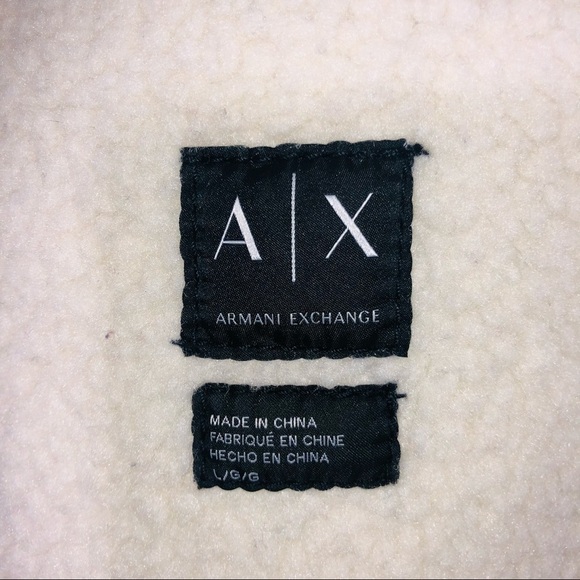 A|X
ARMANI EXCHANGE
MADE IN CHINA
FABRIQUÉ EN CHINE
HECHO EN CHINA
L/G/G